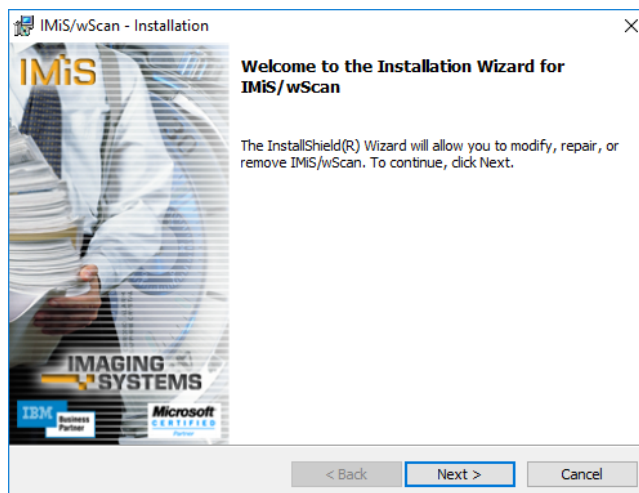 IMiS/wScan - Installation
IMiS
Welcome to the Installation Wizard for
IMiS/wScan
The InstallShield(R) Wizard will allow you to modify, repair, or
remove IMiS/wScan. To continue, click Next.
IMAGING
SYSTEMS
IBM
Business
Partner
Microsoft
CERTIFIED
Partner
< Back
Next >
Cancel